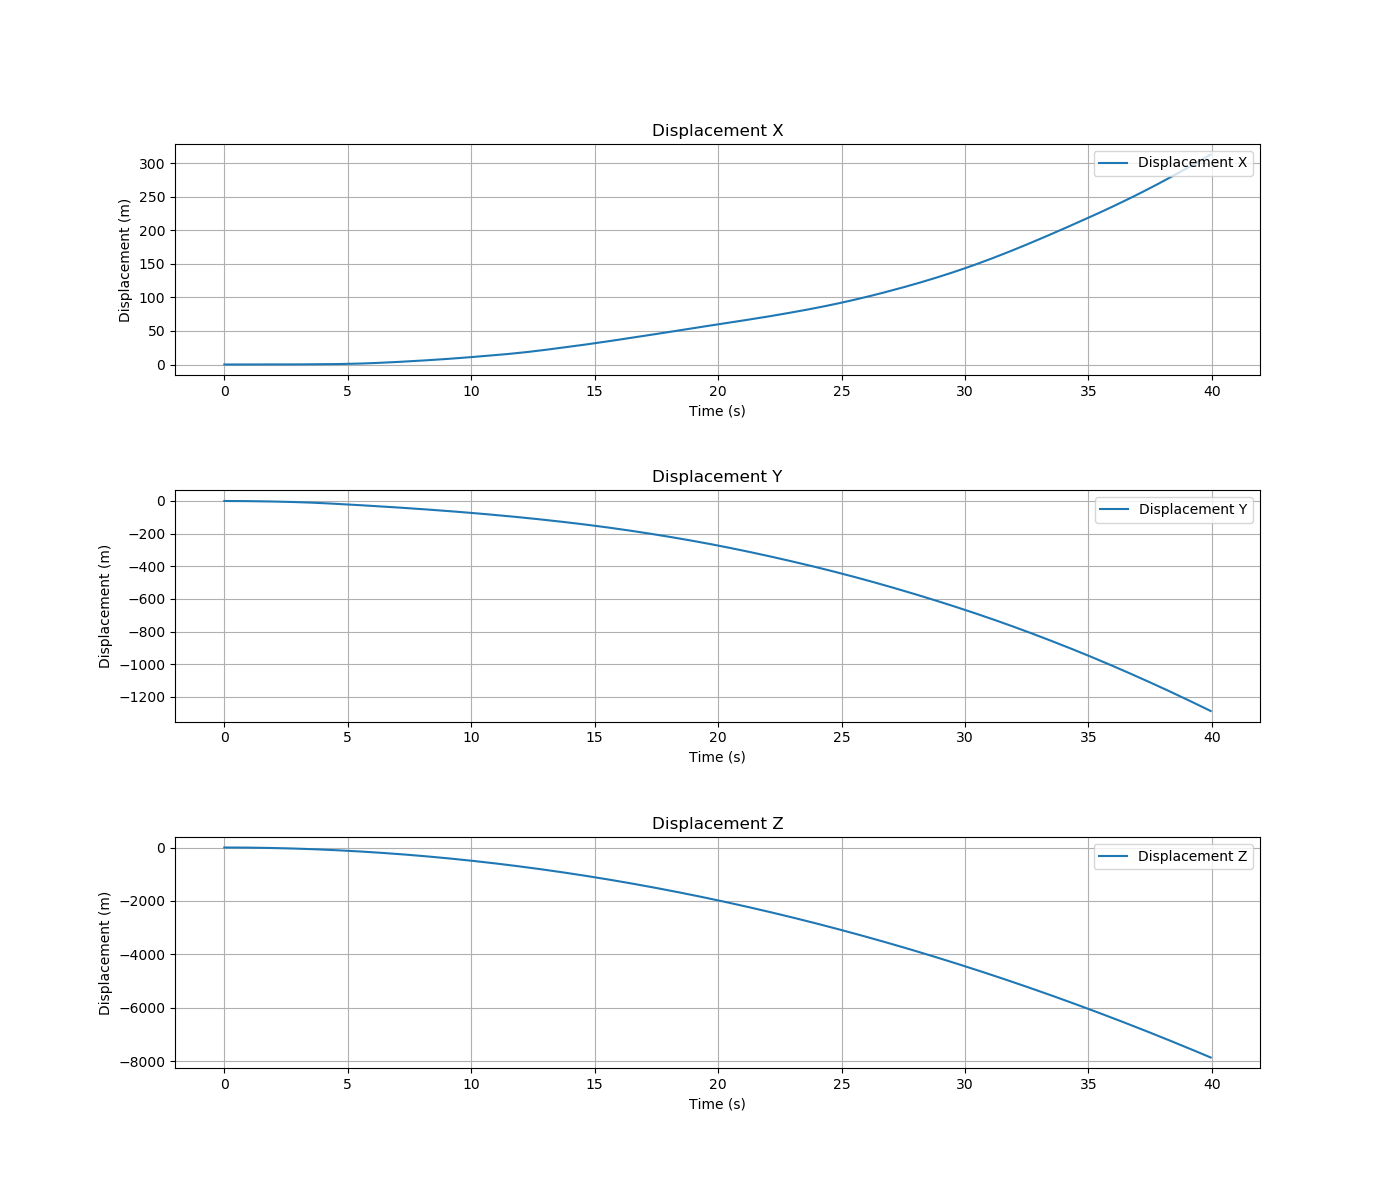 Displacement X
Displacement (m)
300
250
200
150
100
50
0
Displacement X
0 5 10 15 20 25 30 35 40
Time (s)
Displacement Y
Displacement (m)
0
−200
−400
−600
−800
−1000
−1200
Displacement Y
0 5 10 15 20 25 30 35 40
Time (s)
Displacement Z
Displacement (m)
0
−2000
−4000
−6000
−8000
Displacement Z
0 5 10 15 20 25 30 35 40
Time (s)